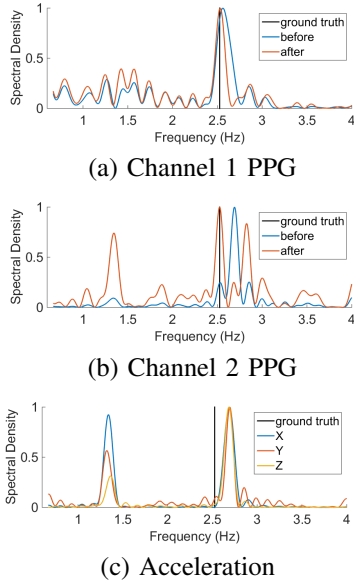 Spectral Density
1
0.5
0
ground truth
before
after
1 1.5 2 2.5 3 3.5 4
Frequency (Hz)
(a) Channel 1 PPG
Spectral Density
1
0.5
0
ground truth
before
after
1 1.5 2 2.5 3 3.5 4
Frequency (Hz)
(b) Channel 2 PPG
Spectral Density
1
0.5
0
ground truth
X
Y
Z
1 1.5 2 2.5 3 3.5 4
Frequency (Hz)
(c) Acceleration